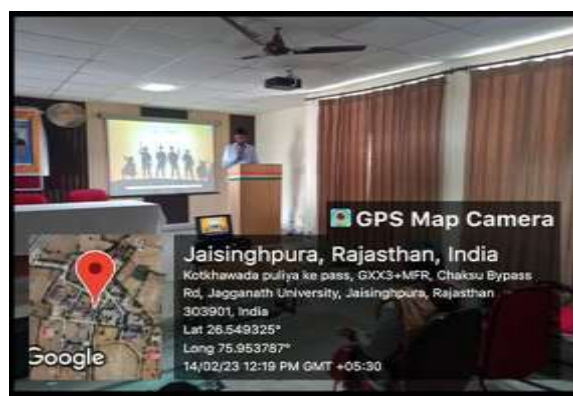 GPS Map Camera
Jaisinghpura, Rajasthan, India
Kotkhawada puliya ke pass, GXX3+MFR, Chaksu Bypass
Rd, Jagganath University, Jaisinghpura, Rajasthan
303901, India
Lat 26.549325°
Long 75.953787°
14/02/23 12:19 PM GMT +05:30
Google